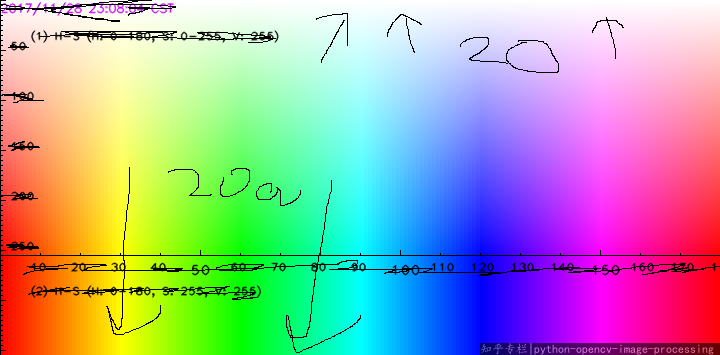 2017/11/28 23:08:04 CST
(1) H-S (H: 0-180, S: 0-255, V: 255)
50
20
100
150
200
200
250
10 20 30 40 50 60 70 80 90 100 110 120 130 140 150 160 170
(2) H-S (H: 0-180, S: 255, V: 255)
知乎专栏|python-opencv-image-processing